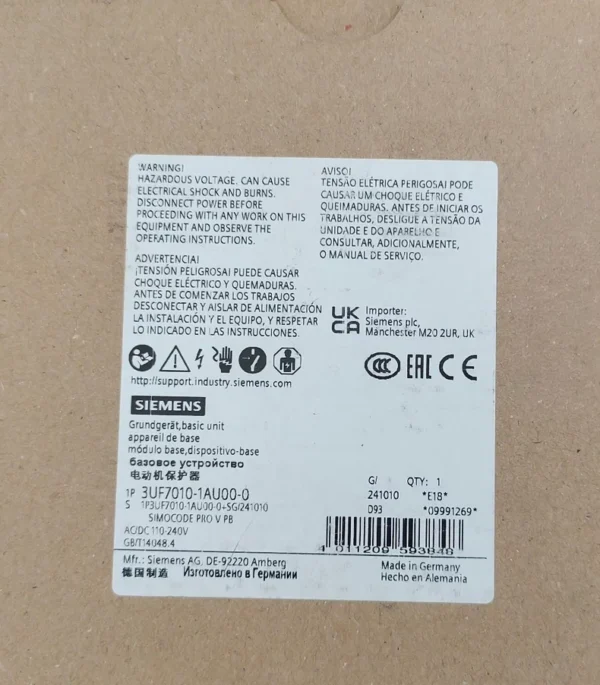 WARNING!
HAZARDOUS VOLTAGE. CAN CAUSE
ELECTRICAL SHOCK AND BURNS.
DISCONNECT POWER BEFORE
PROCEEDING WITH ANY WORK ON THIS
EQUIPMENT AND OBSERVE THE
OPERATING INSTRUCTIONS.
ADVERTENCIA!
¡TENSIÓN PELIGROSA! PUEDE CAUSAR
CHOQUE ELÉCTRICO Y QUEMADURAS.
ANTES DE COMENZAR LOS TRABAJOS
DESCONECTAR Y AISLAR DE ALIMENTACIÓN
LA INSTALACIÓN Y EL EQUIPO, Y RESPETAR
LO INDICADO EN LAS INSTRUCCIONES.
AVISO!
TENSÃO ELÉTRICA PERIGOSA! PODE
CAUSAR UM CHOQUE ELÉTRICO E
QUEIMADURAS. ANTES DE INICIAR OS
TRABALHOS, DESLIGUE A TENSÃO DA
UNIDADE E DO APARELHO E
CONSULTAR, ADICIONALMENTE,
O MANUAL DE SERVIÇO.
UK
CA
Importer:
Siemens plc,
Manchester M20 2UR, UK
http://support.industry.siemens.com
CCC EAC CE
SIEMENS
Grundgerät,basic unit
appareil de base
módulo base,dispositivo-base
базовое устройство
电动机保护器
1P 3UF7010-1AU00-0
S 1P3UF7010-1AU00-0+SG/241010
SIMOCODE PRO V PB
AC/DC 110-240V
GB/T14048.4
G/ QTY: 1
241010 *E18*
D93 *09991269*
4 011209 593848
Mfr.: Siemens AG, DE-92220 Amberg
德国制造 Изготовлено в Германии
Made in Germany
Hecho en Alemania